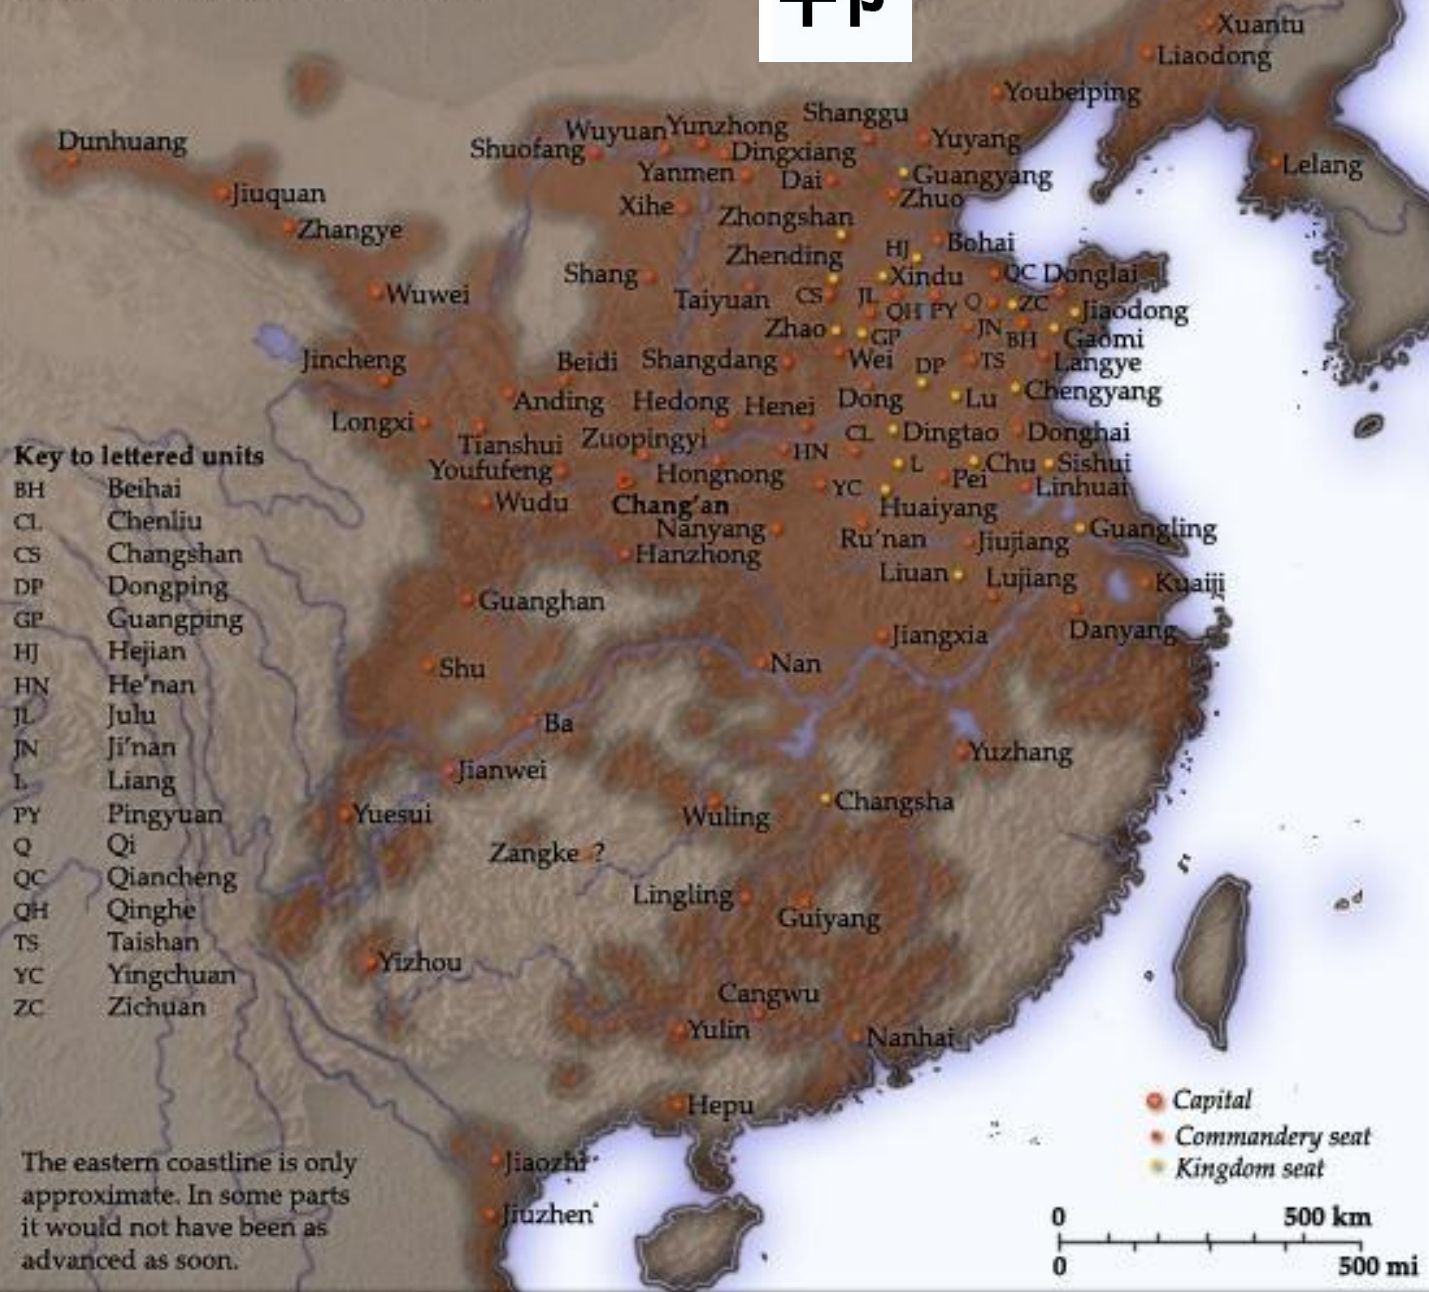 Xuantu
Liaodong
Youbeiping
Shanggu
Wuyuan
Yunzhong
Yuyang
Dunhuang
Shuofang
Dingxiang
Lelang
Yanmen
Dai
Guangyang
Jiuquan
Zhuo
Xihe
Zhongshan
Zhangye
HJ
Bohai
Zhending
Shang
Xindu
QC
Donglai
Wuwei
Taiyuan
CS
JL
QH
PY
Q
ZC
Jiaodong
Zhao
GP
JN
BH
Gaomi
Jincheng
Beidi
Shangdang
Wei
DP
TS
Langye
Anding
Hedong
Henei
Dong
Lu
Chengyang
Longxi
Tianshui
Zuopingyi
HN
CL
Dingtao
Donghai
Youfufeng
Hongnong
L
Chu
Sishui
Wudu
Chang'an
YC
Pei
Linhuai
Huaiyang
Nanyang
Ru'nan
Jiujiang
Guangling
Hanzhong
Liuan
Lujiang
Kuaiji
Guanghan
Jiangxia
Danyang
Shu
Nan
Ba
Yuzhang
Jianwei
Yuesui
Wuling
Changsha
Zangke ?
Lingling
Guiyang
Yizhou
Cangwu
Yulin
Nanhai
Hepu
Jiaozhi
Jiuzhen
Key to lettered units
BH Beihai
CL Chenliu
CS Changshan
DP Dongping
GP Guangping
HJ Hejian
HN He'nan
JL Julu
JN Ji'nan
L Liang
PY Pingyuan
Q Qi
QC Qiancheng
QH Qinghe
TS Taishan
YC Yingchuan
ZC Zichuan
The eastern coastline is only
approximate. In some parts
it would not have been as
advanced as soon.
Capital
Commandery seat
Kingdom seat
0 500 km
0 500 mi